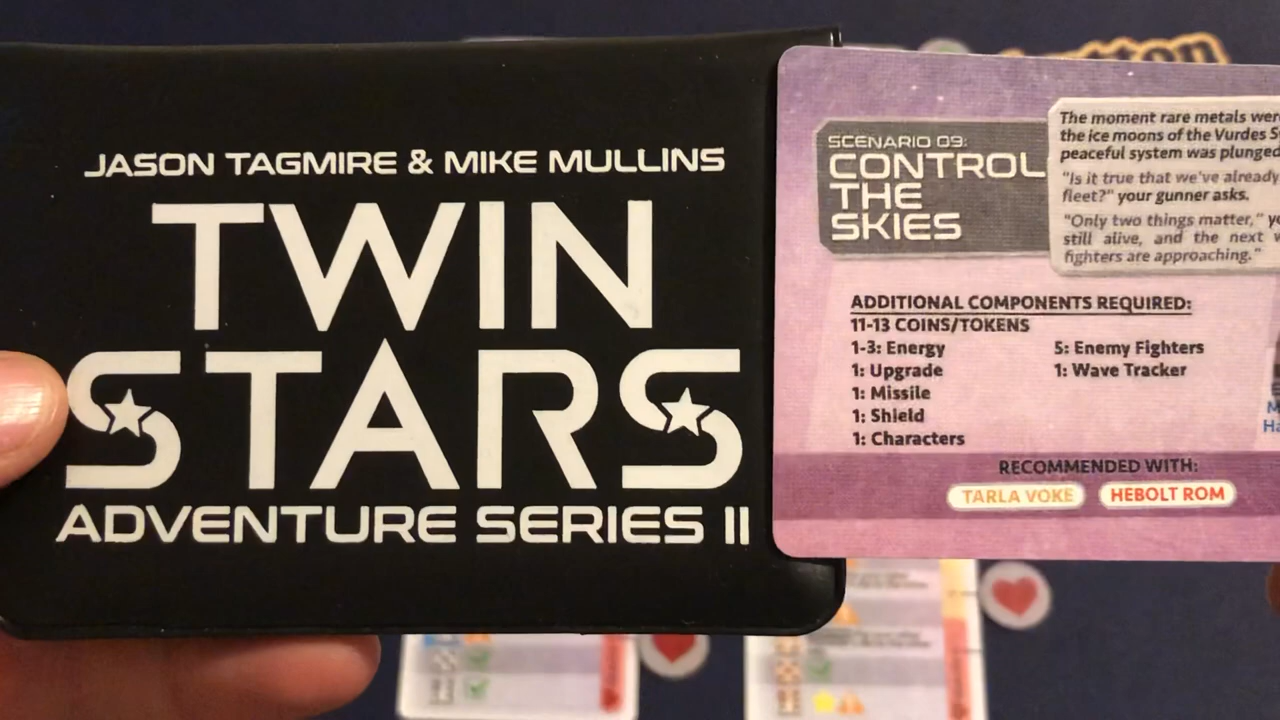 JASON TAGMIRE & MIKE MULLINS
TWIN
STARS
ADVENTURE SERIES II
SCENARIO 09:
CONTROL
THE
SKIES
The moment rare metals were
the ice moons of the Vurdes
peaceful system was plunged
"Is it true that we've already
fleet?" your gunner asks.
"Only two things matter,"
still alive, and the next
fighters are approaching."
ADDITIONAL COMPONENTS REQUIRED:
11-13 COINS/TOKENS
1-3: Energy
1: Upgrade
1: Missile
1: Shield
1: Characters
5: Enemy Fighters
1: Wave Tracker
RECOMMENDED WITH:
TARLA VOKE
HEBOLT ROM